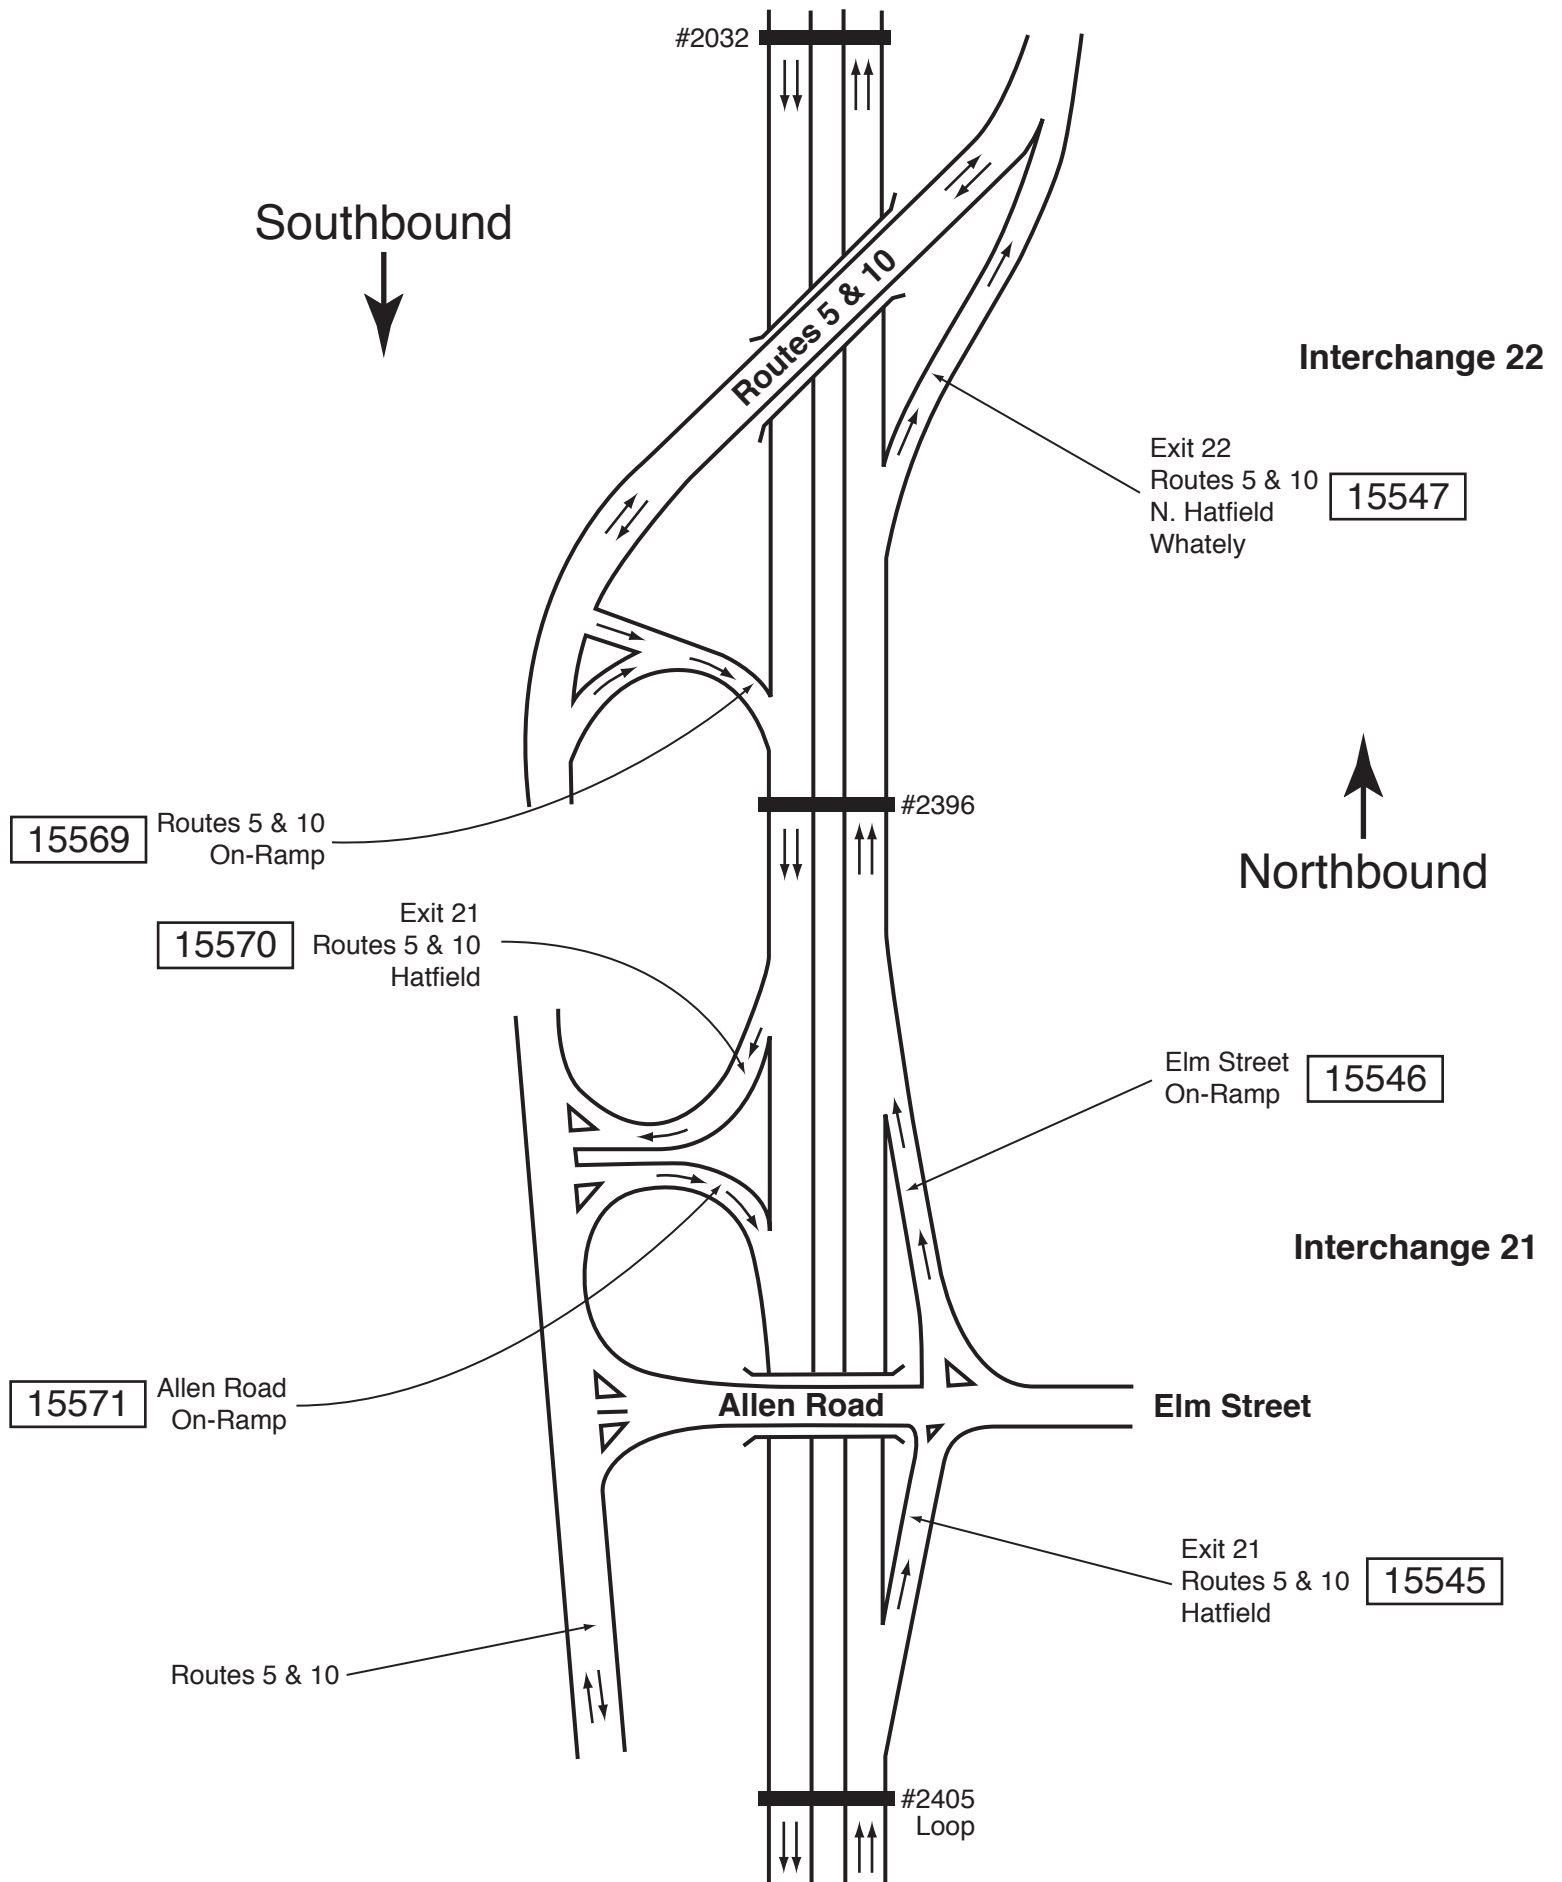 #2032
Southbound
Routes 5 & 10
Interchange 22
Exit 22
Routes 5 & 10
N. Hatfield
Whately
15547
#2396
15569
Routes 5 & 10
On-Ramp
Northbound
15570
Exit 21
Routes 5 & 10
Hatfield
Elm Street
On-Ramp
15546
Interchange 21
15571
Allen Road
On-Ramp
Allen Road
Elm Street
Exit 21
Routes 5 & 10
Hatfield
15545
Routes 5 & 10
#2405
Loop